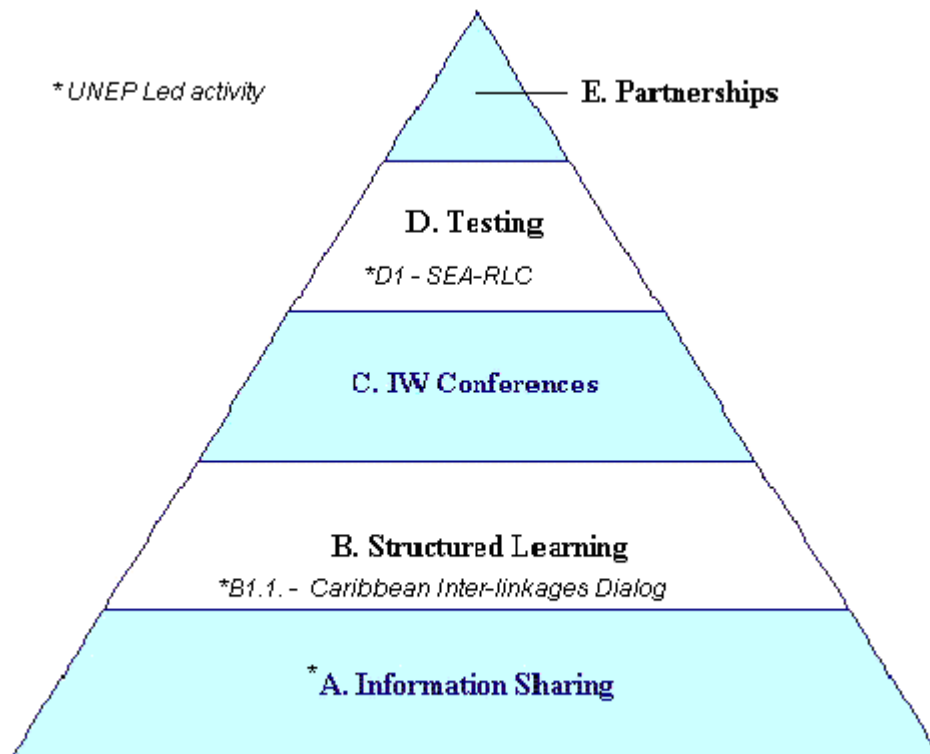 * UNEP Led activity
E. Partnerships
D. Testing
*D1 - SEA-RLC
C. IW Conferences
B. Structured Learning
*B1.1. - Caribbean Inter-linkages Dialog
*A. Information Sharing